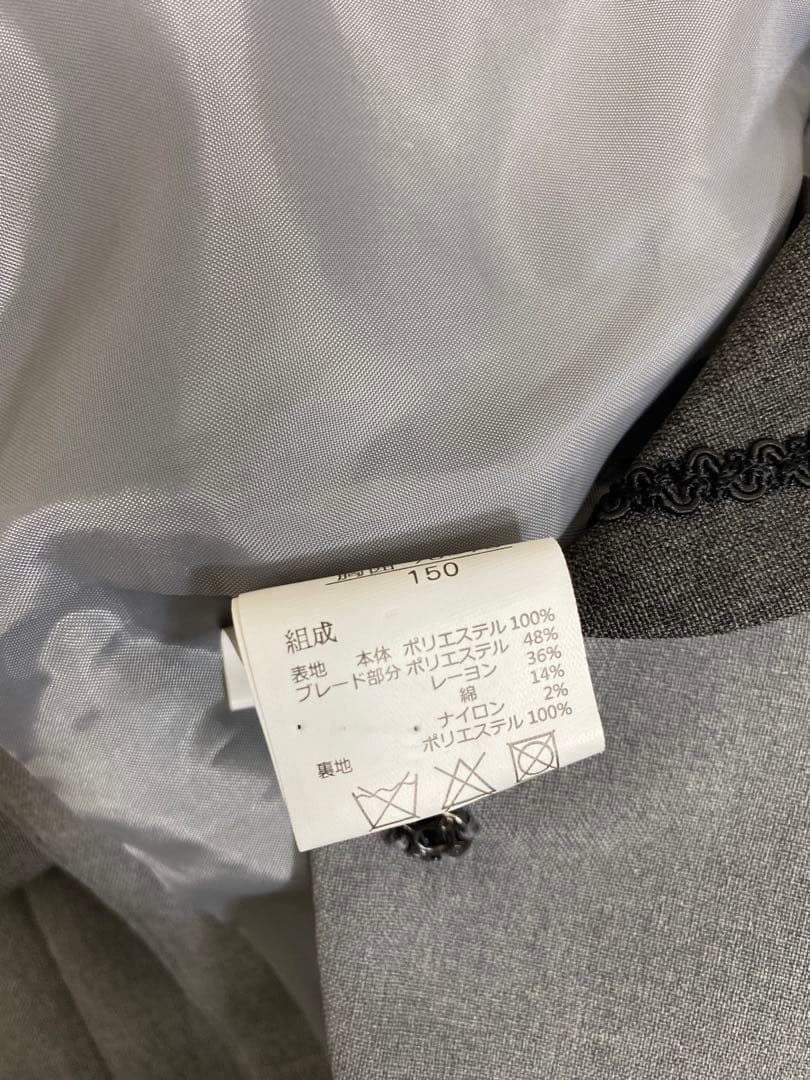 150
組成
表地 本体 ポリエステル 100%
ブレード部分 ポリエステル 48%
レーヨン 36%
綿 14%
ナイロン 2%
裏地 ポリエステル 100%